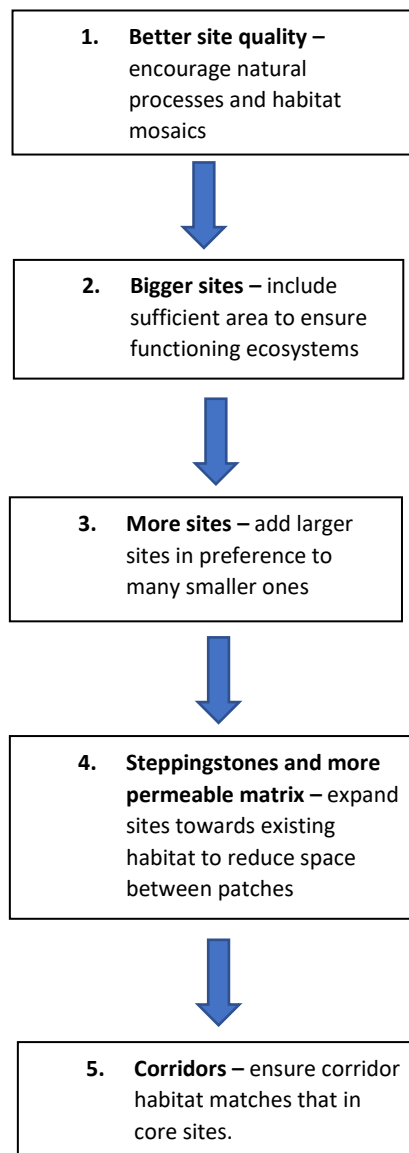 1. Better site quality –
encourage natural
processes and habitat
mosaics
2. Bigger sites – include
sufficient area to ensure
functioning ecosystems
3. More sites – add larger
sites in preference to
many smaller ones
4. Steppingstones and more
permeable matrix – expand
sites towards existing
habitat to reduce space
between patches
5. Corridors – ensure corridor
habitat matches that in
core sites.